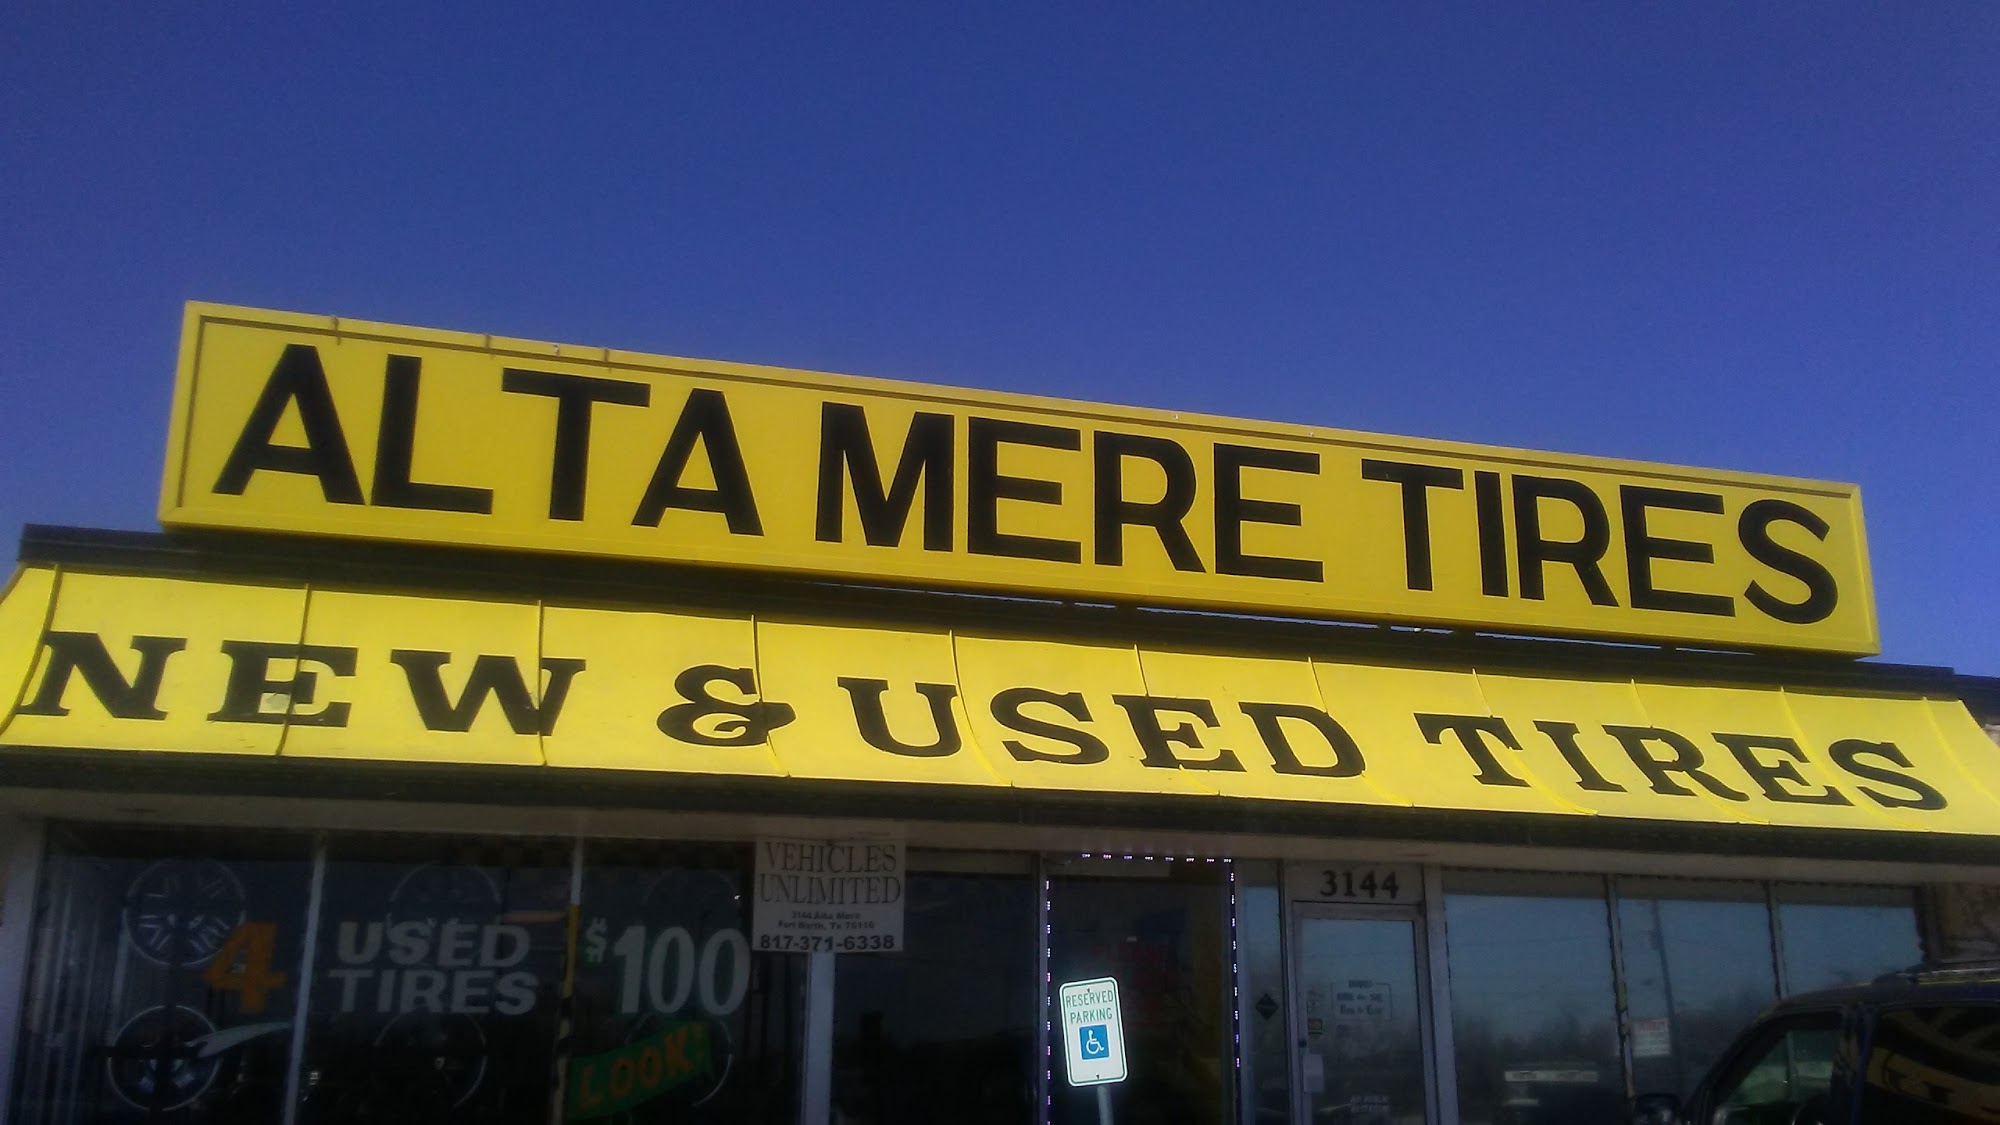 ALTA MERE TIRES
NEW & USED TIRES
VEHICLES
UNLIMITED
3144 Alta Mere
Fort Worth, Tx 76116
817-371-6338
3144
4 USED
TIRES
$100
LOOK!
RESERVED
PARKING